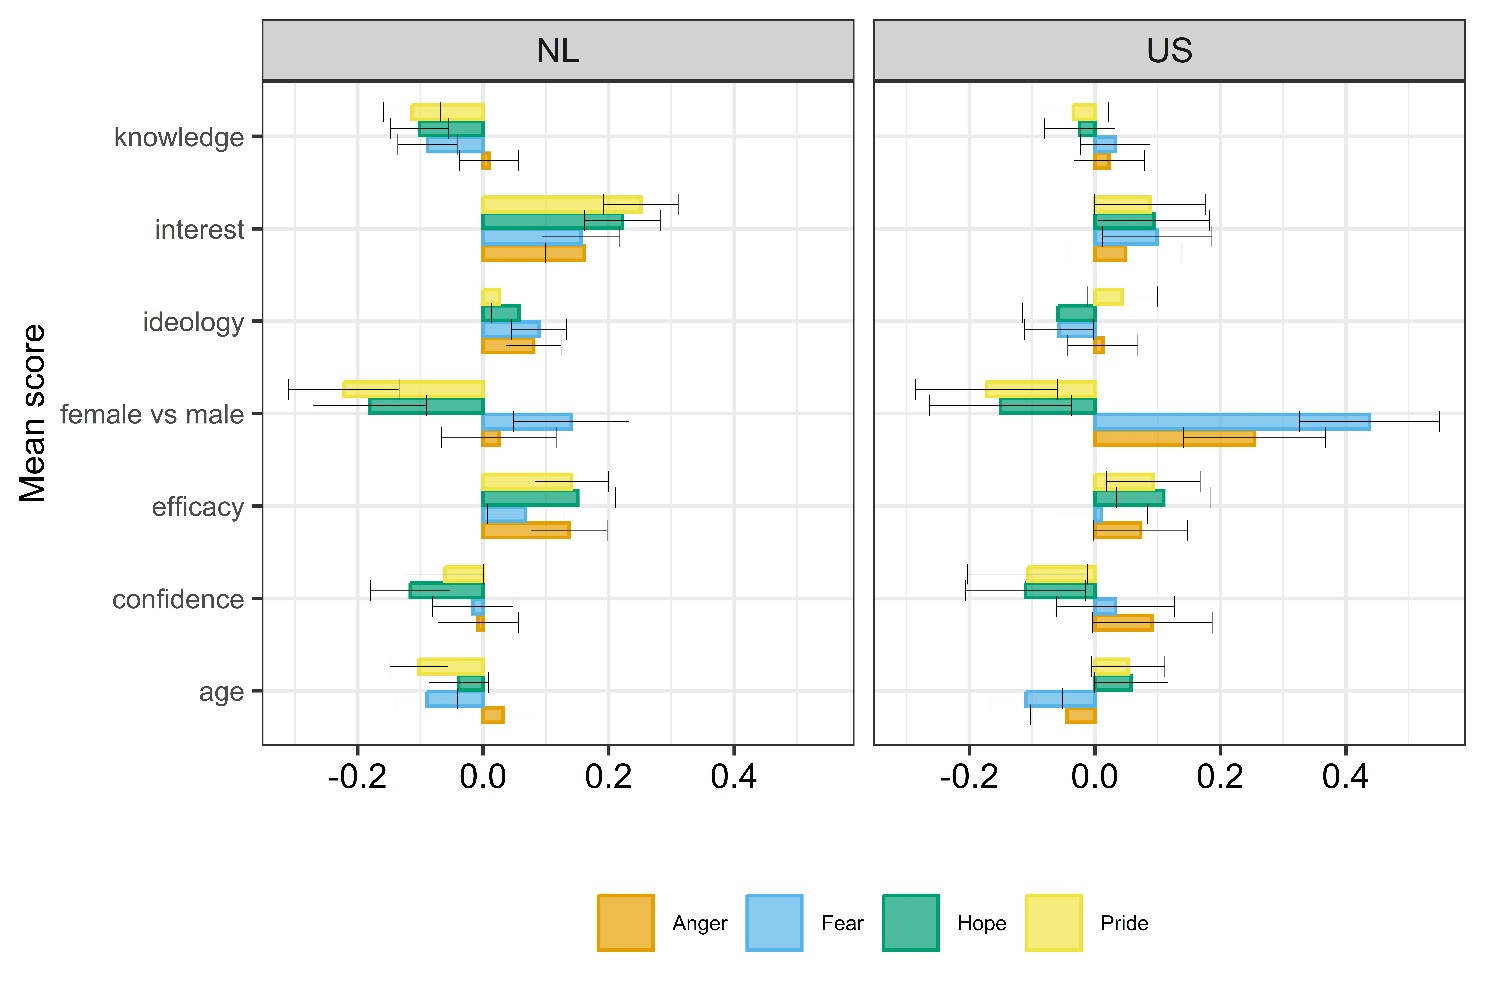 NL
US
Mean score
knowledge
interest
ideology
female vs male
efficacy
confidence
age
-0.2 0.0 0.2 0.4
-0.2 0.0 0.2 0.4
Anger Fear Hope Pride